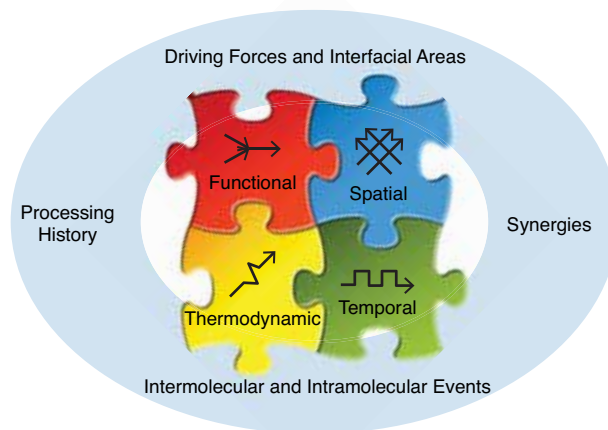 Driving Forces and Interfacial Areas
Functional
Spatial
Processing
History
Synergies
Thermodynamic
Temporal
Intermolecular and Intramolecular Events